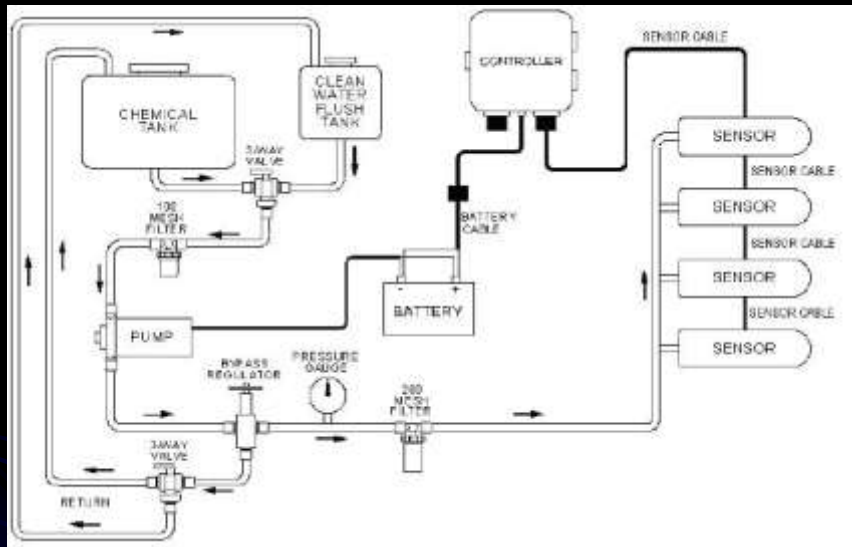 SENSOR CABLE
CONTROLLER
CLEAN
WATER
FLUSH
TANK
CHEMICAL
TANK
SENSOR
3-WAY
VALVE
SENSOR CABLE
100
MESH
FILTER
SENSOR
BATTERY
CABLE
SENSOR CABLE
SENSOR
- +
BATTERY
SENSOR CABLE
PUMP
SENSOR
BYPASS
REGULATOR
PRESSURE
GAUGE
200
MESH
FILTER
3-WAY
VALVE
RETURN